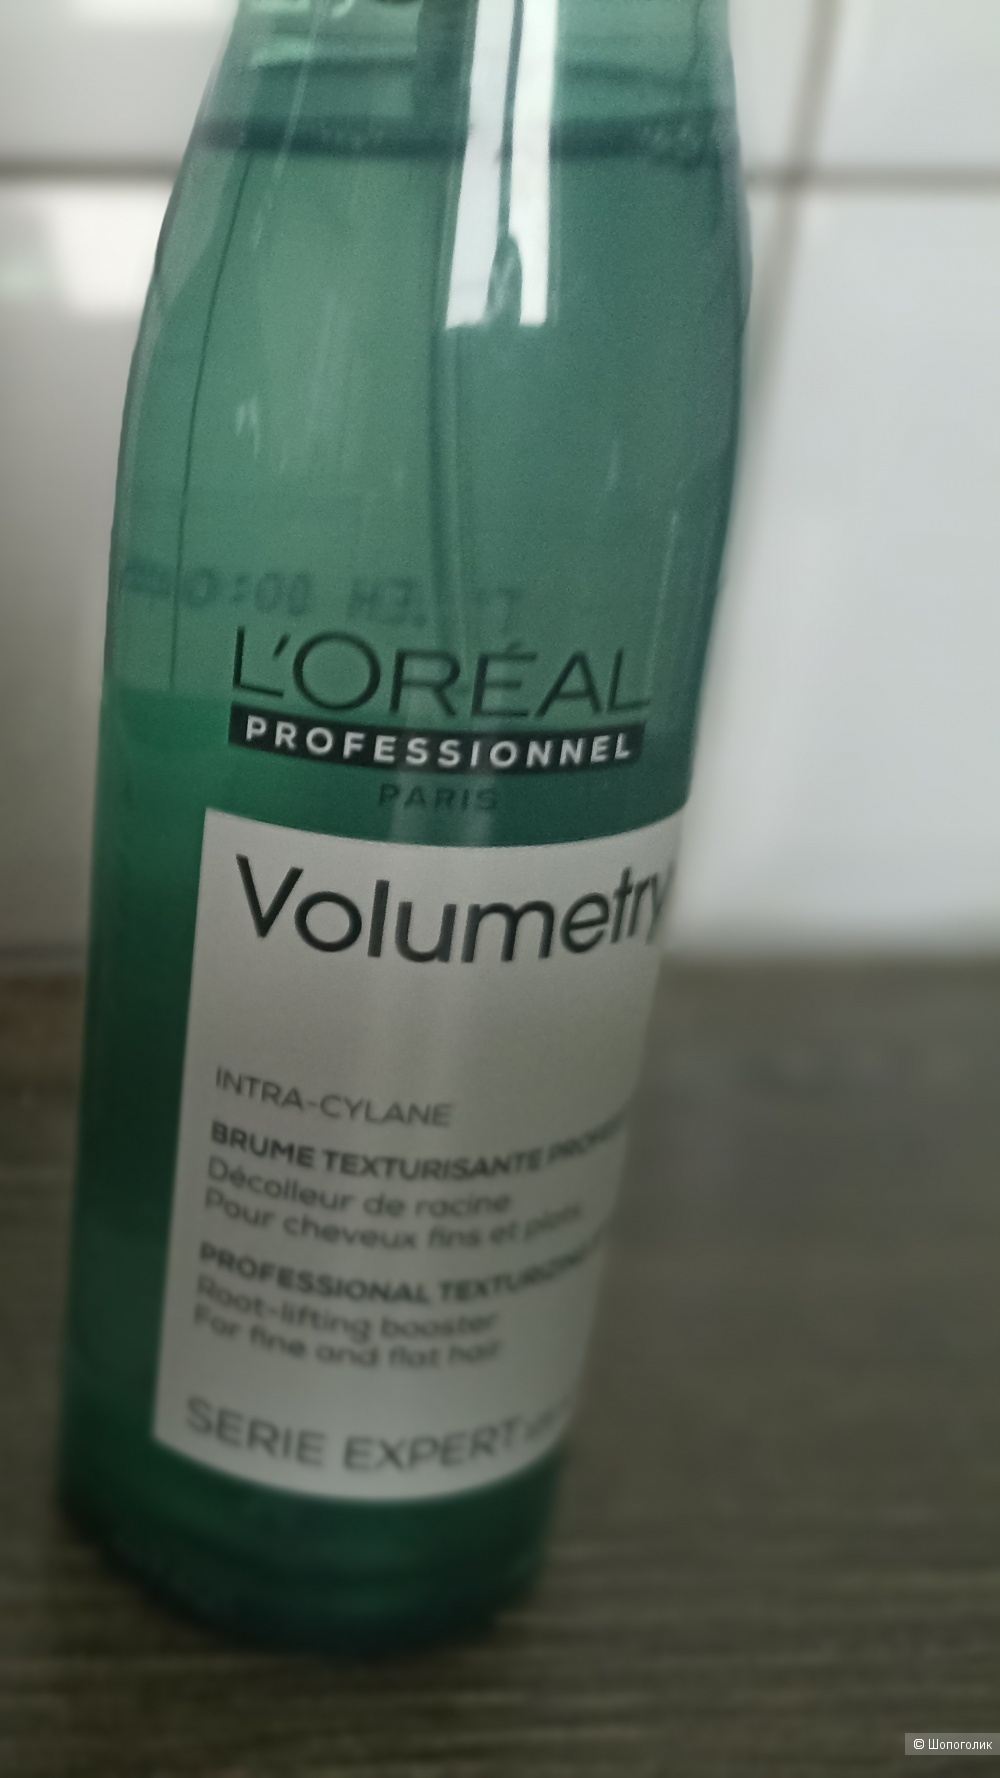 L'ORÉAL
PROFESSIONNEL
PARIS
Volumetry
INTRA-CYLANE
BRUME TEXTURISANTE
Décolleur de racine
Pour cheveux fins et plats
PROFESSIONAL TEXTURIZING
Root-lifting booster
For fine and flat hair
SERIE EXPERT
© Шопоголик